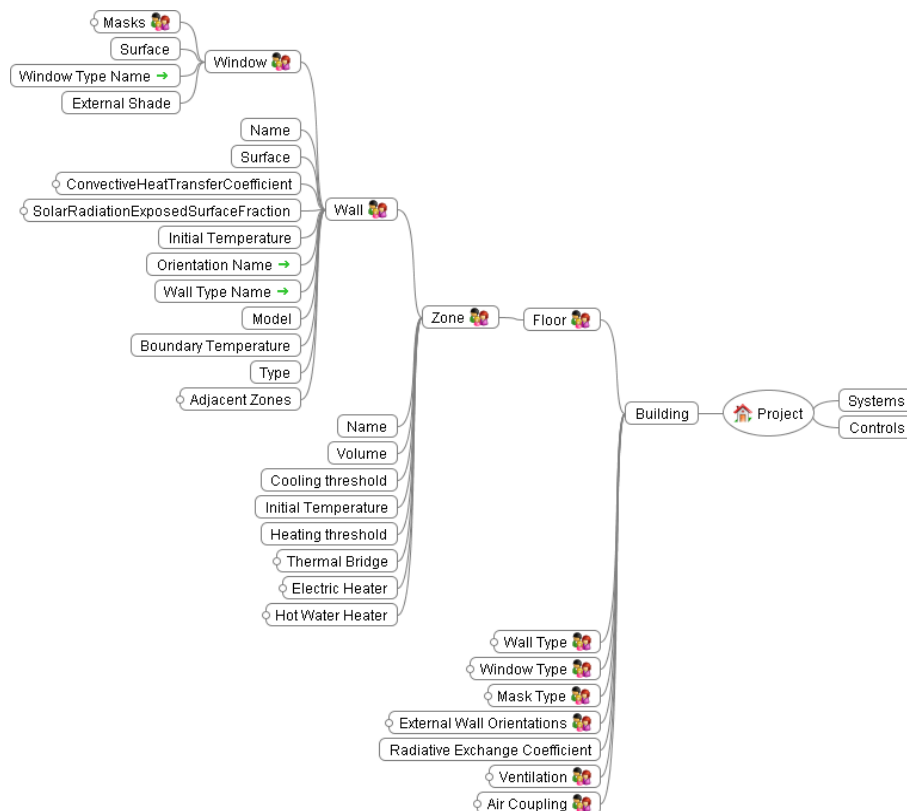 Masks
Surface
Window Type Name
External Shade
Window
Name
Surface
ConvectiveHeatTransferCoefficient
SolarRadiationExposedSurfaceFraction
Initial Temperature
Orientation Name
Wall Type Name
Model
Boundary Temperature
Type
Adjacent Zones
Wall
Name
Volume
Cooling threshold
Initial Temperature
Heating threshold
Thermal Bridge
Electric Heater
Hot Water Heater
Zone
Floor
Wall Type
Window Type
Mask Type
External Wall Orientations
Radiative Exchange Coefficient
Ventilation
Air Coupling
Building
Project
Systems
Controls